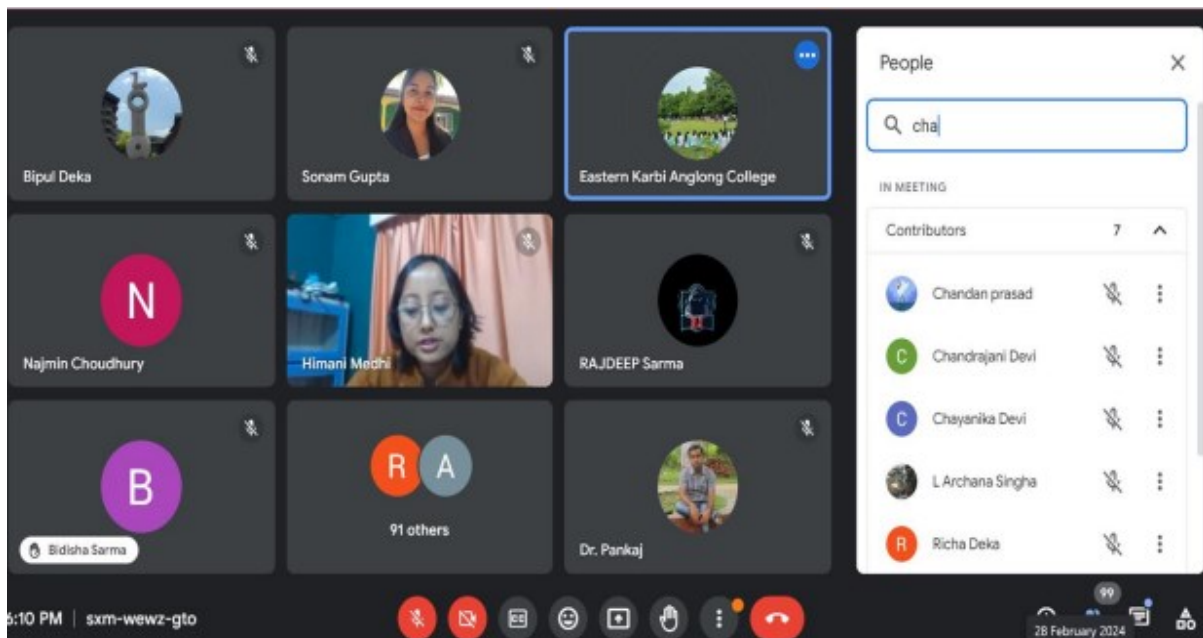 Bipul Deka
Sonam Gupta
Eastern Karbi Anglong College
N
Najmin Choudhury
Himani Medhi
RAJDEEP Sarma
B
Bidisha Sarma
R A
91 others
Dr. Pankaj
People
cha
IN MEETING
Contributors 7
Chandan prasad
C Chandrajani Devi
C Chayanika Devi
L Archana Singha
R Richa Deka
6:10 PM | sxm-wewz-gto
CC
99
28 February 2024